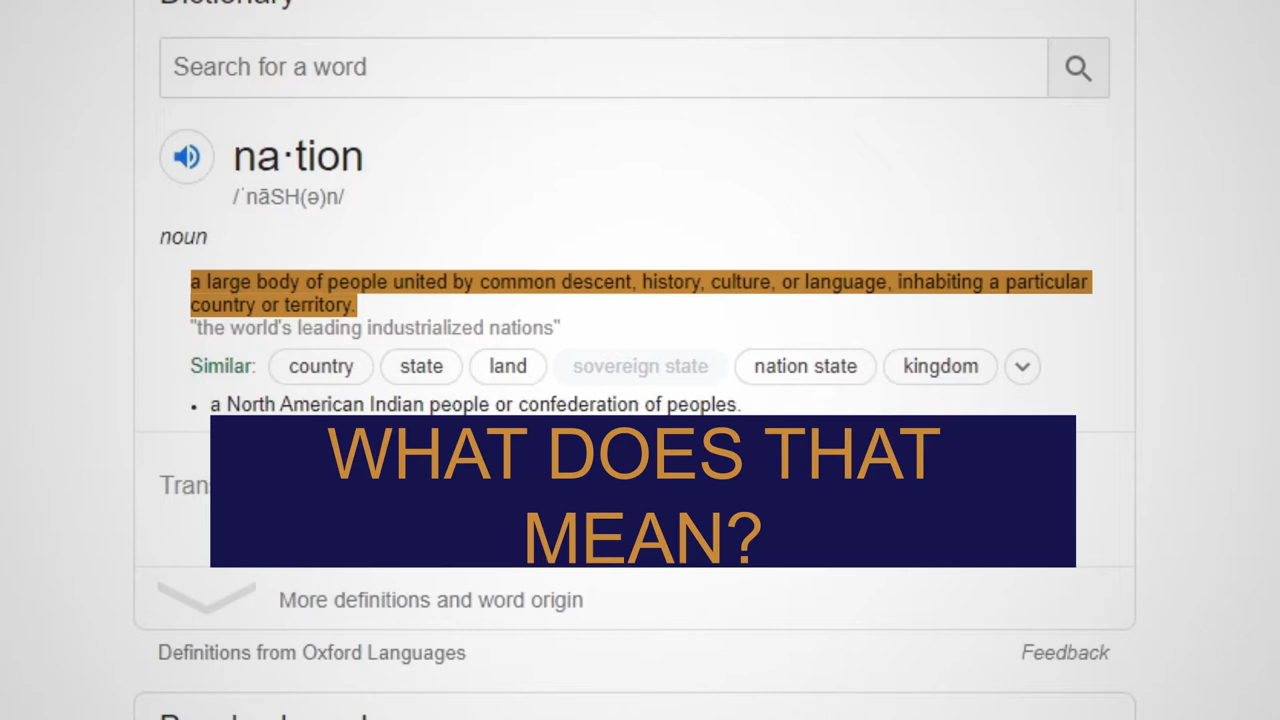 Dictionary
Search for a word
na·tion
/ˈnāSH(ə)n/
noun
a large body of people united by common descent, history, culture, or language, inhabiting a particular
country or territory.
"the world's leading industrialized nations"
Similar: country state land sovereign state nation state kingdom
• a North American Indian people or confederation of peoples.
WHAT DOES THAT
MEAN?
More definitions and word origin
Definitions from Oxford Languages Feedback